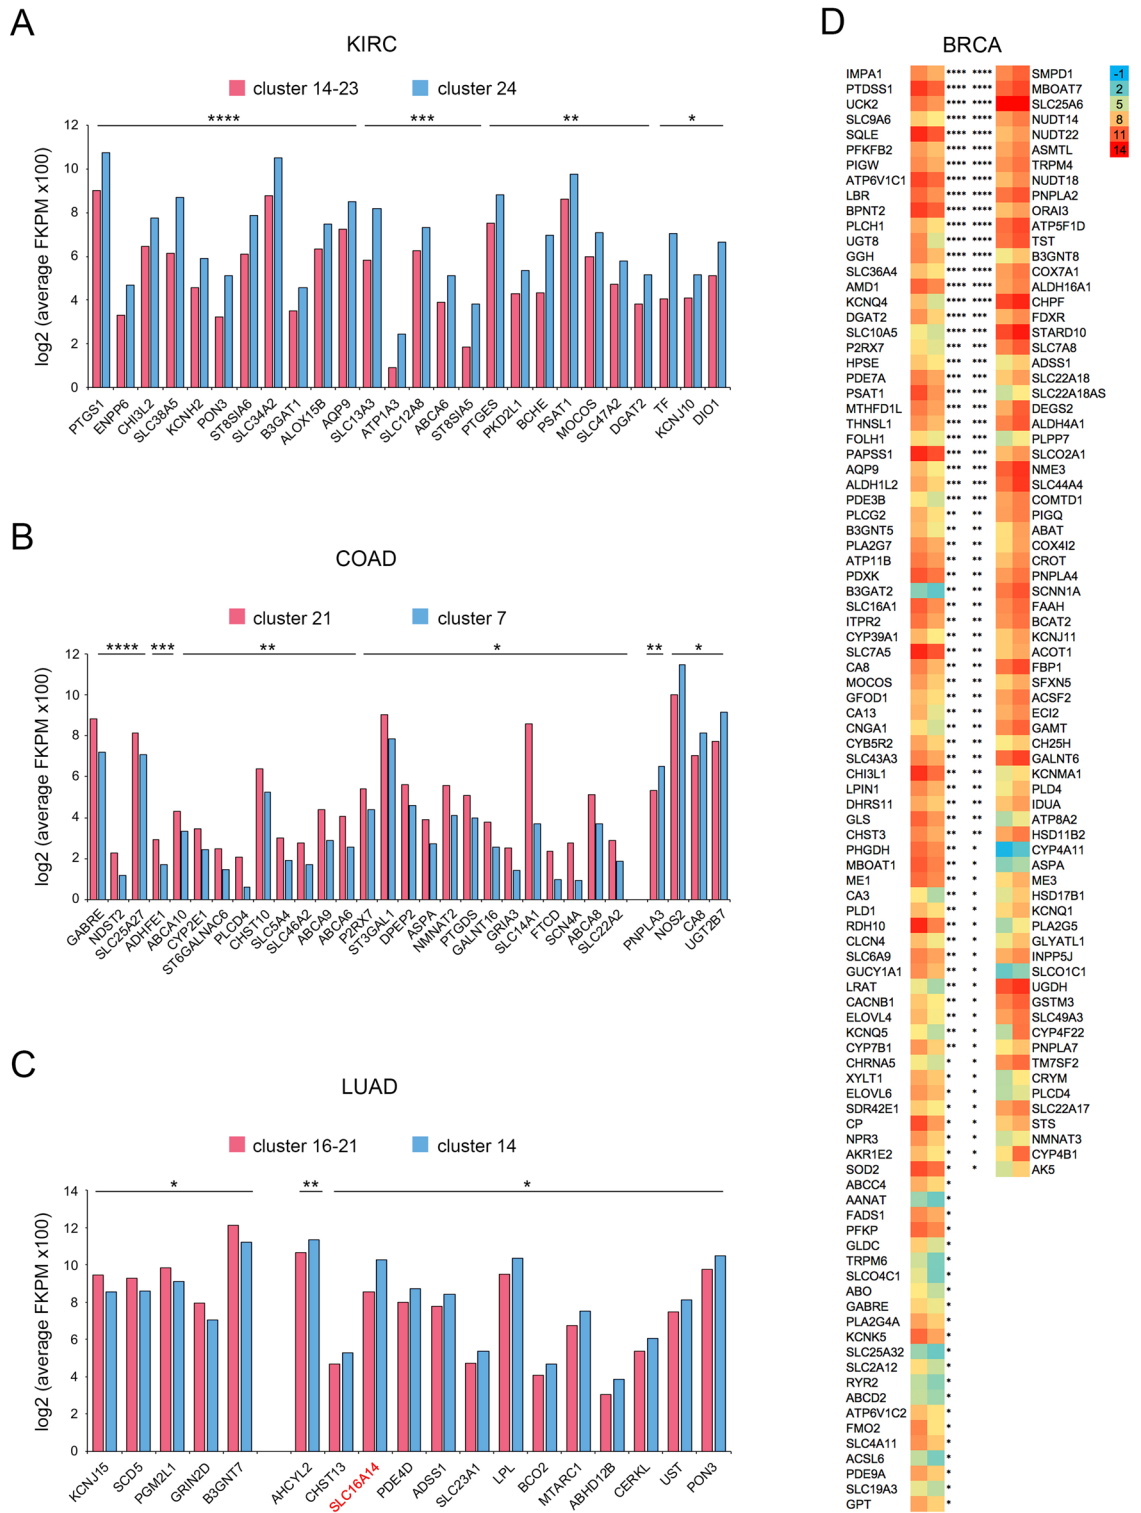 A
KIRC
cluster 14-23
cluster 24
****
***
**
*
log2 (average FKPM x100)
12
10
8
6
4
2
0
PTGS1
ENPP6
CHI3L2
SLC38A5
KCNH2
PON3
ST8SIA6
SLC34A2
B3GAT1
ALOX15B
AQP9
SLC13A3
ATP1A3
SLC12A8
ABCA6
ST8SIA5
PTGES
PKD2L1
BCHE
PSAT1
MOCOS
SLC47A2
DGAT2
TF
KCNJ10
DIO1
B
COAD
cluster 21
cluster 7
****
***
**
*
**
*
log2 (average FKPM x100)
12
10
8
6
4
2
0
GABRE
NDST2
SLC25A27
ADHFE1
ABCA10
CYP2E1
ST6GALNAC6
PLCD4
CHST10
SLC5A4
SLC46A2
ABCA9
ABCA6
P2RX7
ST3GAL1
DPEP2
ASPA
NMNAT2
PTGDS
GALNT16
GRIA3
SLC14A1
FTCD
SCN4A
ABCA8
SLC22A2
PNPLA3
NOS2
CA8
UGT2B7
C
LUAD
cluster 16-21
cluster 14
*
**
*
log2 (average FKPM x100)
14
12
10
8
6
4
2
0
KCNJ15
SCD5
PGM2L1
GRIN2D
B3GNT7
AHCYL2
CHST13
SLC16A14
PDE4D
ADSS1
SLC23A1
LPL
BCO2
MTARC1
ABHD12B
CERKL
UST
PON3
D
BRCA
-1
2
5
8
11
14
IMPA1 **** **** SMPD1
PTDSS1 **** **** MBOAT7
UCK2 **** **** SLC25A6
SLC9A6 **** **** NUDT14
SQLE **** **** NUDT22
PFKFB2 **** **** ASMTL
PIGW **** **** TRPM4
ATP6V1C1 **** **** NUDT18
LBR **** **** PNPLA2
BPNT2 **** **** ORAI3
PLCH1 **** **** ATP5F1D
UGT8 **** **** TST
GGH **** **** B3GNT8
SLC36A4 **** **** COX7A1
AMD1 **** **** ALDH16A1
KCNQ4 **** **** CHPF
DGAT2 **** **** FDXR
SLC10A5 **** **** STARD10
P2RX7 *** *** SLC7A8
HPSE *** *** ADSS1
PDE7A *** *** SLC22A18
PSAT1 *** *** SLC22A18AS
MTHFD1L *** *** DEGS2
THNSL1 *** *** ALDH4A1
FOLH1 *** *** PLPP7
PAPSS1 *** *** SLCO2A1
AQP9 *** *** NME3
ALDH1L2 *** *** SLC44A4
PDE3B *** *** COMTD1
PLCG2 ** ** PIGQ
B3GNT5 ** ** ABAT
PLA2G7 ** ** COX4I2
ATP11B ** ** CROT
PDXK ** ** PNPLA4
B3GAT2 ** ** SCNN1A
SLC16A1 ** ** FAAH
ITPR2 ** ** BCAT2
CYP39A1 ** ** KCNJ11
SLC7A5 ** ** ACOT1
CA8 ** ** FBP1
MOCOS ** ** SFXN5
GFOD1 ** ** ACSF2
CA13 ** ** ECI2
CNGA1 ** ** GAMT
CYB5R2 ** ** CH25H
SLC43A3 ** ** GALNT6
CHI3L1 ** ** KCNMA1
LPIN1 ** ** PLD4
DHRS11 ** ** IDUA
GLS ** ** ATP8A2
CHST3 ** ** HSD11B2
PHGDH ** * CYP4A11
MBOAT1 ** * ASPA
ME1 ** * ME3
CA3 ** * HSD17B1
PLD1 ** * KCNQ1
RDH10 ** * PLA2G5
CLCN4 ** * GLYATL1
SLC6A9 ** * INPP5J
GUCY1A1 ** * SLCO1C1
LRAT ** * UGDH
CACNB1 ** * GSTM3
ELOVL4 ** * SLC49A3
KCNQ5 ** * CYP4F22
CYP7B1 ** * PNPLA7
CHRNA5 * * TM7SF2
XYLT1 * * CRYM
ELOVL6 * * PLCD4
SDR42E1 * * SLC22A17
CP * * STS
NPR3 * * NMNAT3
AKR1E2 * * CYP4B1
SOD2 * * AK5
ABCC4 *
AANAT *
FADS1 *
PFKP *
GLDC *
TRPM6 *
SLCO4C1 *
ABO *
GABRE *
PLA2G4A *
KCNK5 *
SLC25A32 *
SLC2A12 *
RYR2 *
ABCD2 *
ATP6V1C2 *
FMO2 *
SLC4A11 *
ACSL6 *
PDE9A *
SLC19A3 *
GPT *